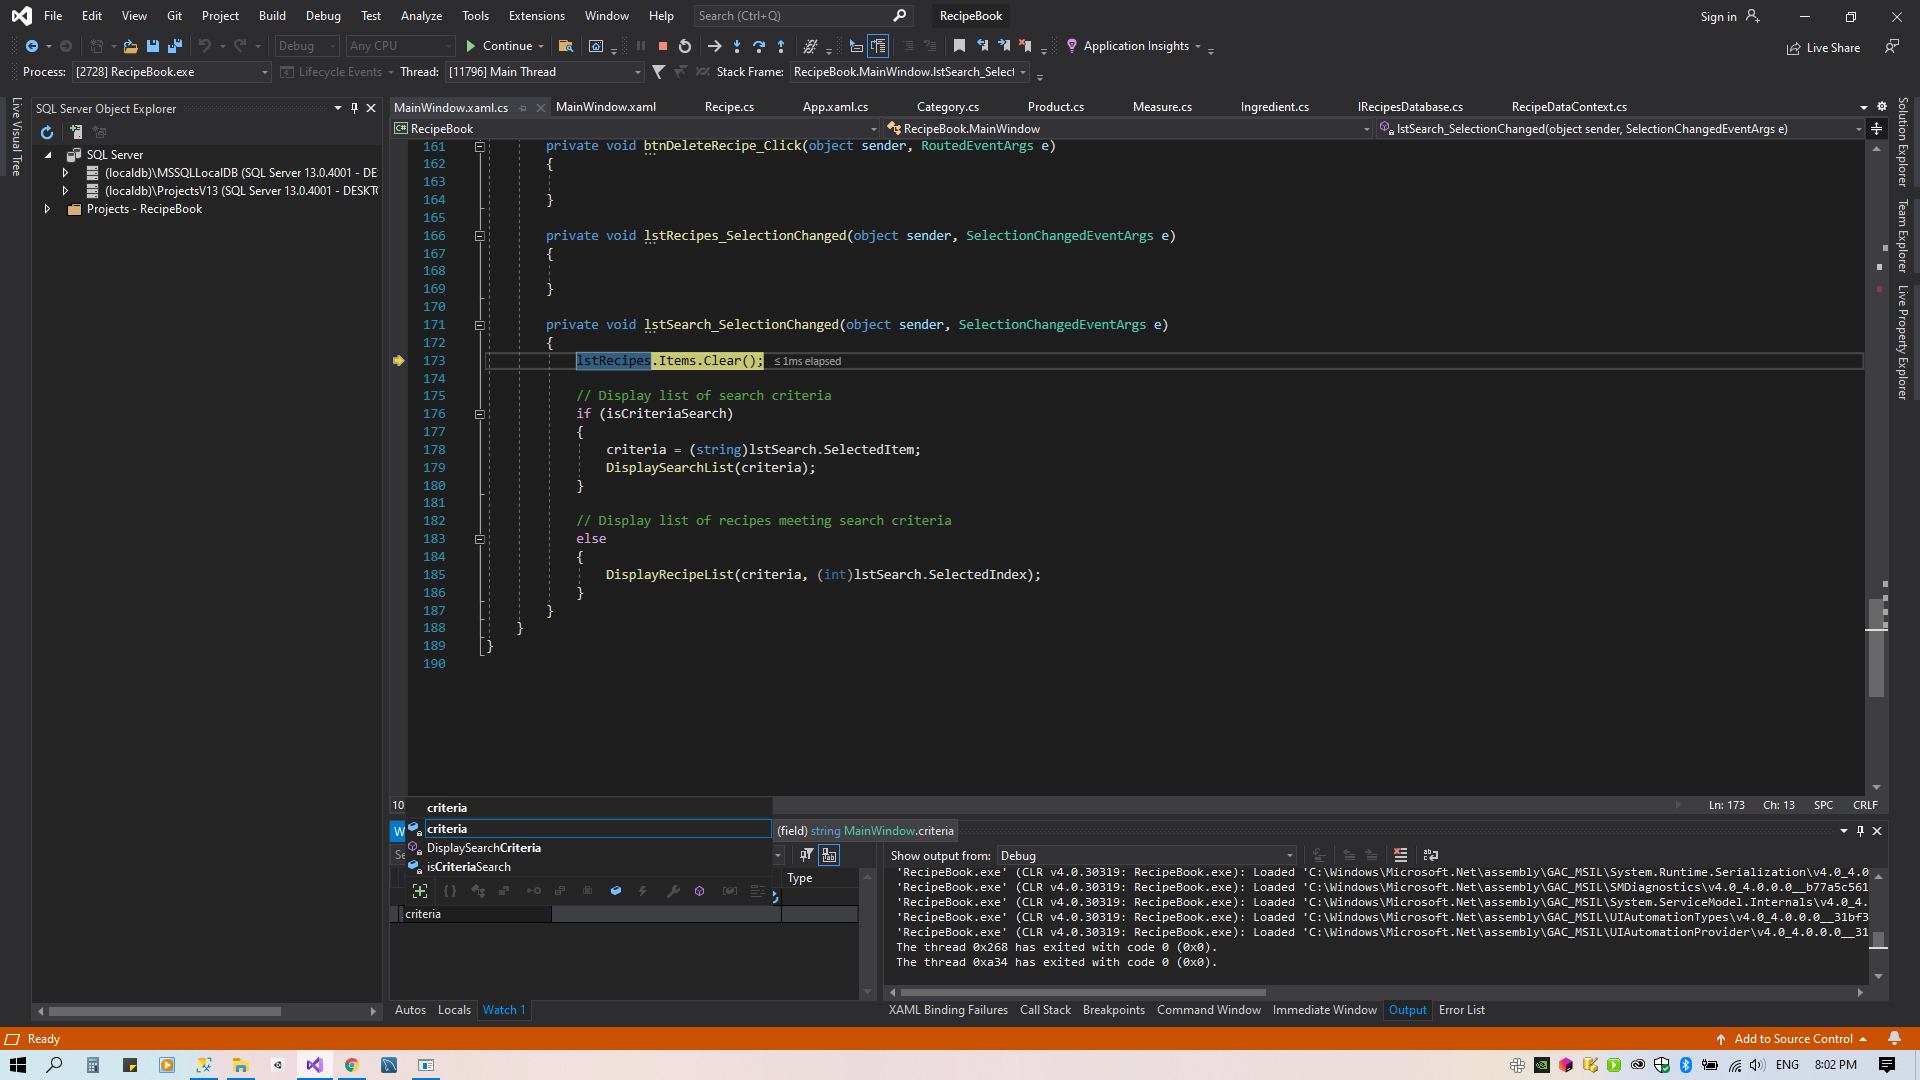 File Edit View Git Project Build Debug Test Analyze Tools Extensions Window Help Search (Ctrl+Q) RecipeBook Sign in
Debug Any CPU Continue Application Insights Live Share
Process: [2728] RecipeBook.exe Lifecycle Events Thread: [11796] Main Thread Stack Frame: RecipeBook.MainWindow.lstSearch_Select
Live Visual Tree
SQL Server Object Explorer
SQL Server
(localdb)\MSSQLLocalDB (SQL Server 13.0.4001 - DE
(localdb)\ProjectsV13 (SQL Server 13.0.4001 - DESKT
Projects - RecipeBook
MainWindow.xaml.cs MainWindow.xaml Recipe.cs App.xaml.cs Category.cs Product.cs Measure.cs Ingredient.cs IRecipesDatabase.cs RecipeDataContext.cs
C# RecipeBook RecipeBook.MainWindow lstSearch_SelectionChanged(object sender, SelectionChangedEventArgs e)
161 private void btnDeleteRecipe_Click(object sender, RoutedEventArgs e)
162 {
163
164 }
165
166 private void lstRecipes_SelectionChanged(object sender, SelectionChangedEventArgs e)
167 {
168
169 }
170
171 private void lstSearch_SelectionChanged(object sender, SelectionChangedEventArgs e)
172 {
173 lstRecipes.Items.Clear(); ≤ 1ms elapsed
174
175 // Display list of search criteria
176 if (isCriteriaSearch)
177 {
178 criteria = (string)lstSearch.SelectedItem;
179 DisplaySearchList(criteria);
180 }
181
182 // Display list of recipes meeting search criteria
183 else
184 {
185 DisplayRecipeList(criteria, (int)lstSearch.SelectedIndex);
186 }
187 }
188 }
189 }
190
Solution Explorer
Team Explorer
Live Property Explorer
10 criteria Ln: 173 Ch: 13 SPC CRLF
W criteria (field) string MainWindow.criteria
Se DisplaySearchCriteria
isCriteriaSearch
Type
criteria
Autos Locals Watch 1
Show output from: Debug
'RecipeBook.exe' (CLR v4.0.30319: RecipeBook.exe): Loaded 'C:\Windows\Microsoft.Net\assembly\GAC_MSIL\System.Runtime.Serialization\v4.0_4.0
'RecipeBook.exe' (CLR v4.0.30319: RecipeBook.exe): Loaded 'C:\Windows\Microsoft.Net\assembly\GAC_MSIL\SMDiagnostics\v4.0_4.0.0.0__b77a5c561
'RecipeBook.exe' (CLR v4.0.30319: RecipeBook.exe): Loaded 'C:\Windows\Microsoft.Net\assembly\GAC_MSIL\System.ServiceModel.Internals\v4.0_4.
'RecipeBook.exe' (CLR v4.0.30319: RecipeBook.exe): Loaded 'C:\Windows\Microsoft.Net\assembly\GAC_MSIL\UIAutomationTypes\v4.0_4.0.0.0__31bf3
'RecipeBook.exe' (CLR v4.0.30319: RecipeBook.exe): Loaded 'C:\Windows\Microsoft.Net\assembly\GAC_MSIL\UIAutomationProvider\v4.0_4.0.0.0__31
The thread 0x268 has exited with code 0 (0x0).
The thread 0xa34 has exited with code 0 (0x0).
XAML Binding Failures Call Stack Breakpoints Command Window Immediate Window Output Error List
Ready Add to Source Control
ENG 8:02 PM